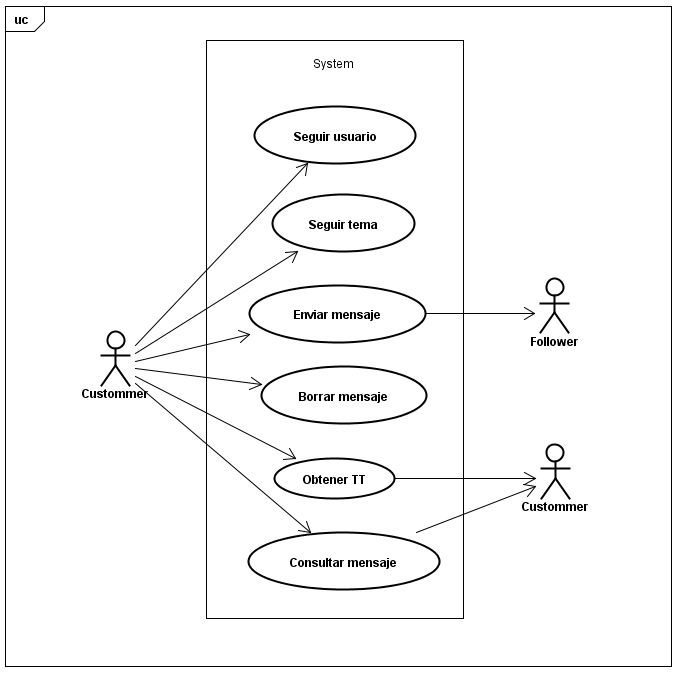 uc
System
Seguir usuario
Seguir tema
Enviar mensaje
Follower
Custommer
Borrar mensaje
Obtener TT
Custommer
Consultar mensaje